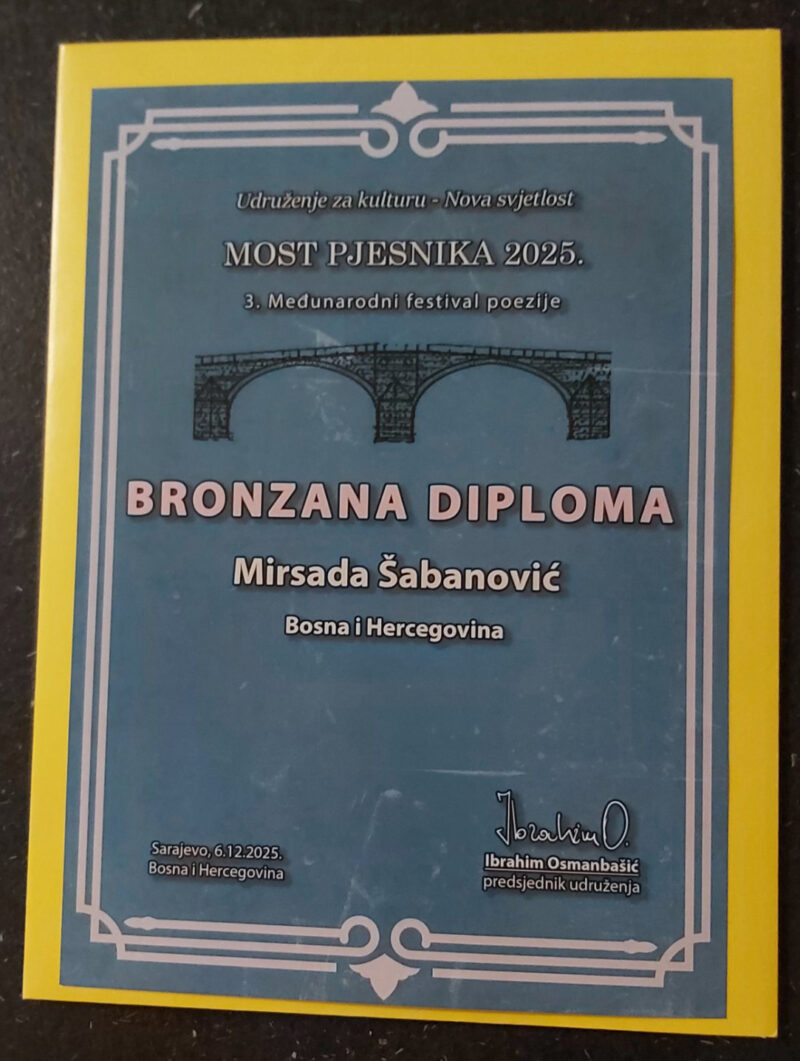 Udruženje za kulturu - Nova svjetlost
MOST PJESNIKA 2025.
3. Međunarodni festival poezije
BRONZANA DIPLOMA
Mirsada Šabanović
Bosna i Hercegovina
Sarajevo, 6.12.2025.
Bosna i Hercegovina
Ibrahim O.
Ibrahim Osmanbašić
predsjednik udruženja